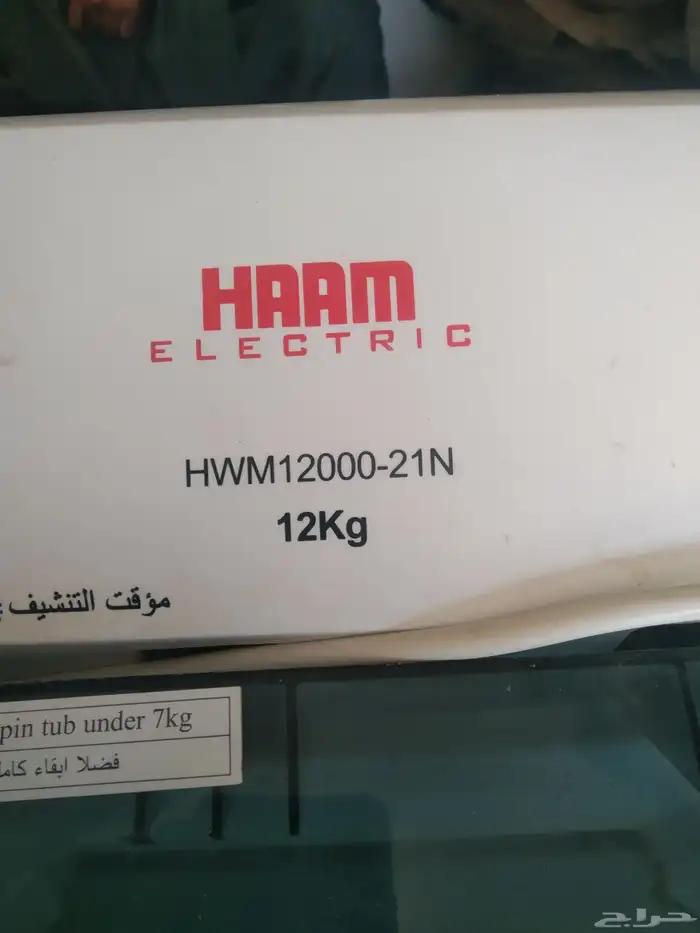 HAAM
ELECTRIC
HWM12000-21N
12Kg
مؤقت التنشيف
pin tub under 7kg
فضلا ابقاء
حراج